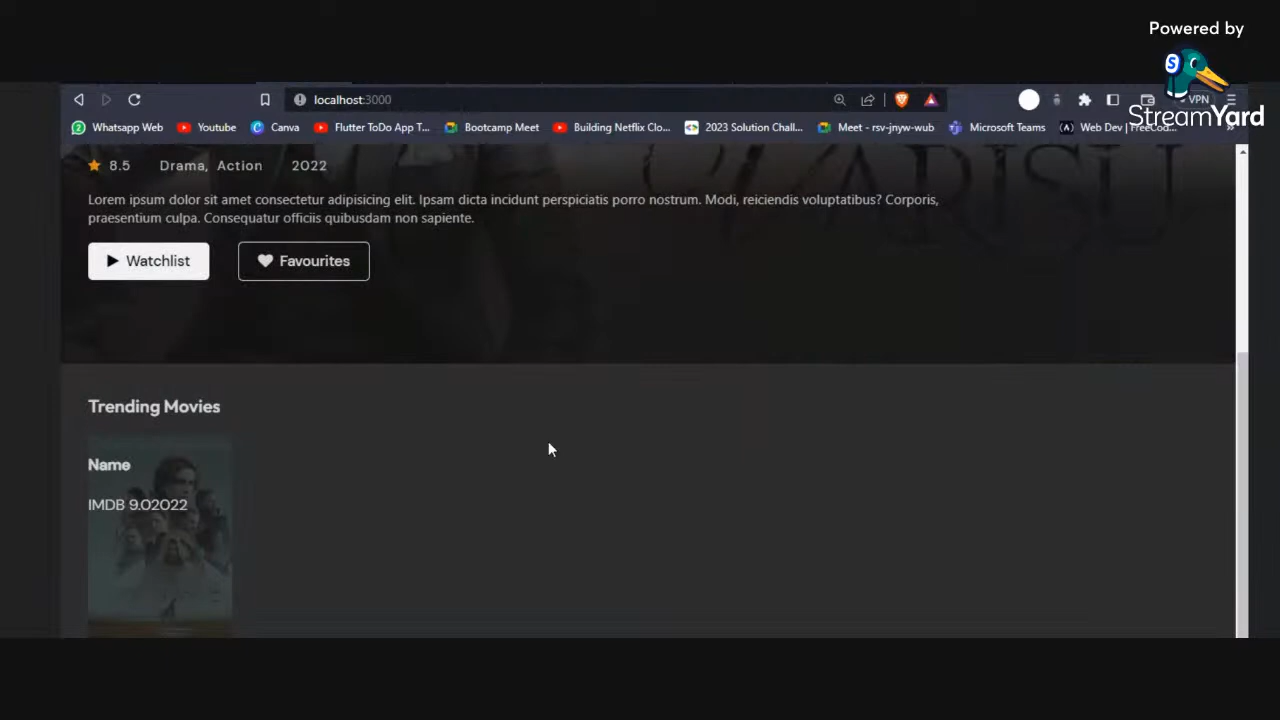 Powered by
S
StreamYard
localhost:3000
VPN
Whatsapp Web
Youtube
Canva
Flutter ToDo App T...
Bootcamp Meet
Building Netflix Clo...
2023 Solution Chall...
Meet - rsv-jnyw-wub
Microsoft Teams
Web Dev | FreeCod...
ARISU
8.5 Drama, Action 2022
Lorem ipsum dolor sit amet consectetur adipisicing elit. Ipsam dicta incidunt perspiciatis porro nostrum. Modi, reiciendis voluptatibus? Corporis,
praesentium culpa. Consequatur officiis quibusdam non sapiente.
Watchlist
Favourites
Trending Movies
Name
IMDB 9.02022